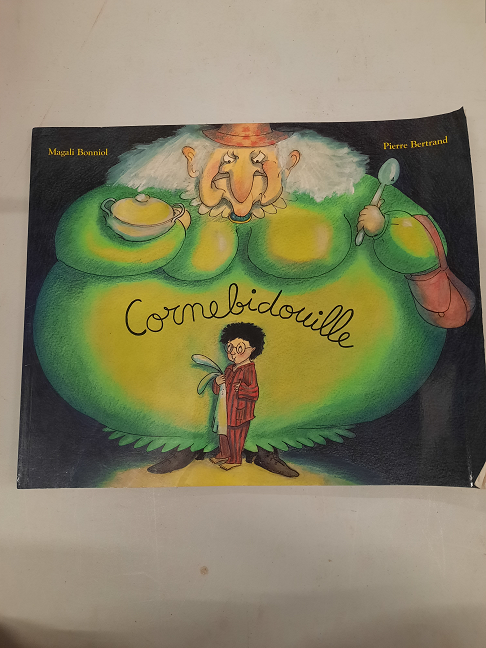 Magali Bonniol
Pierre Bertrand
Cornebidouille